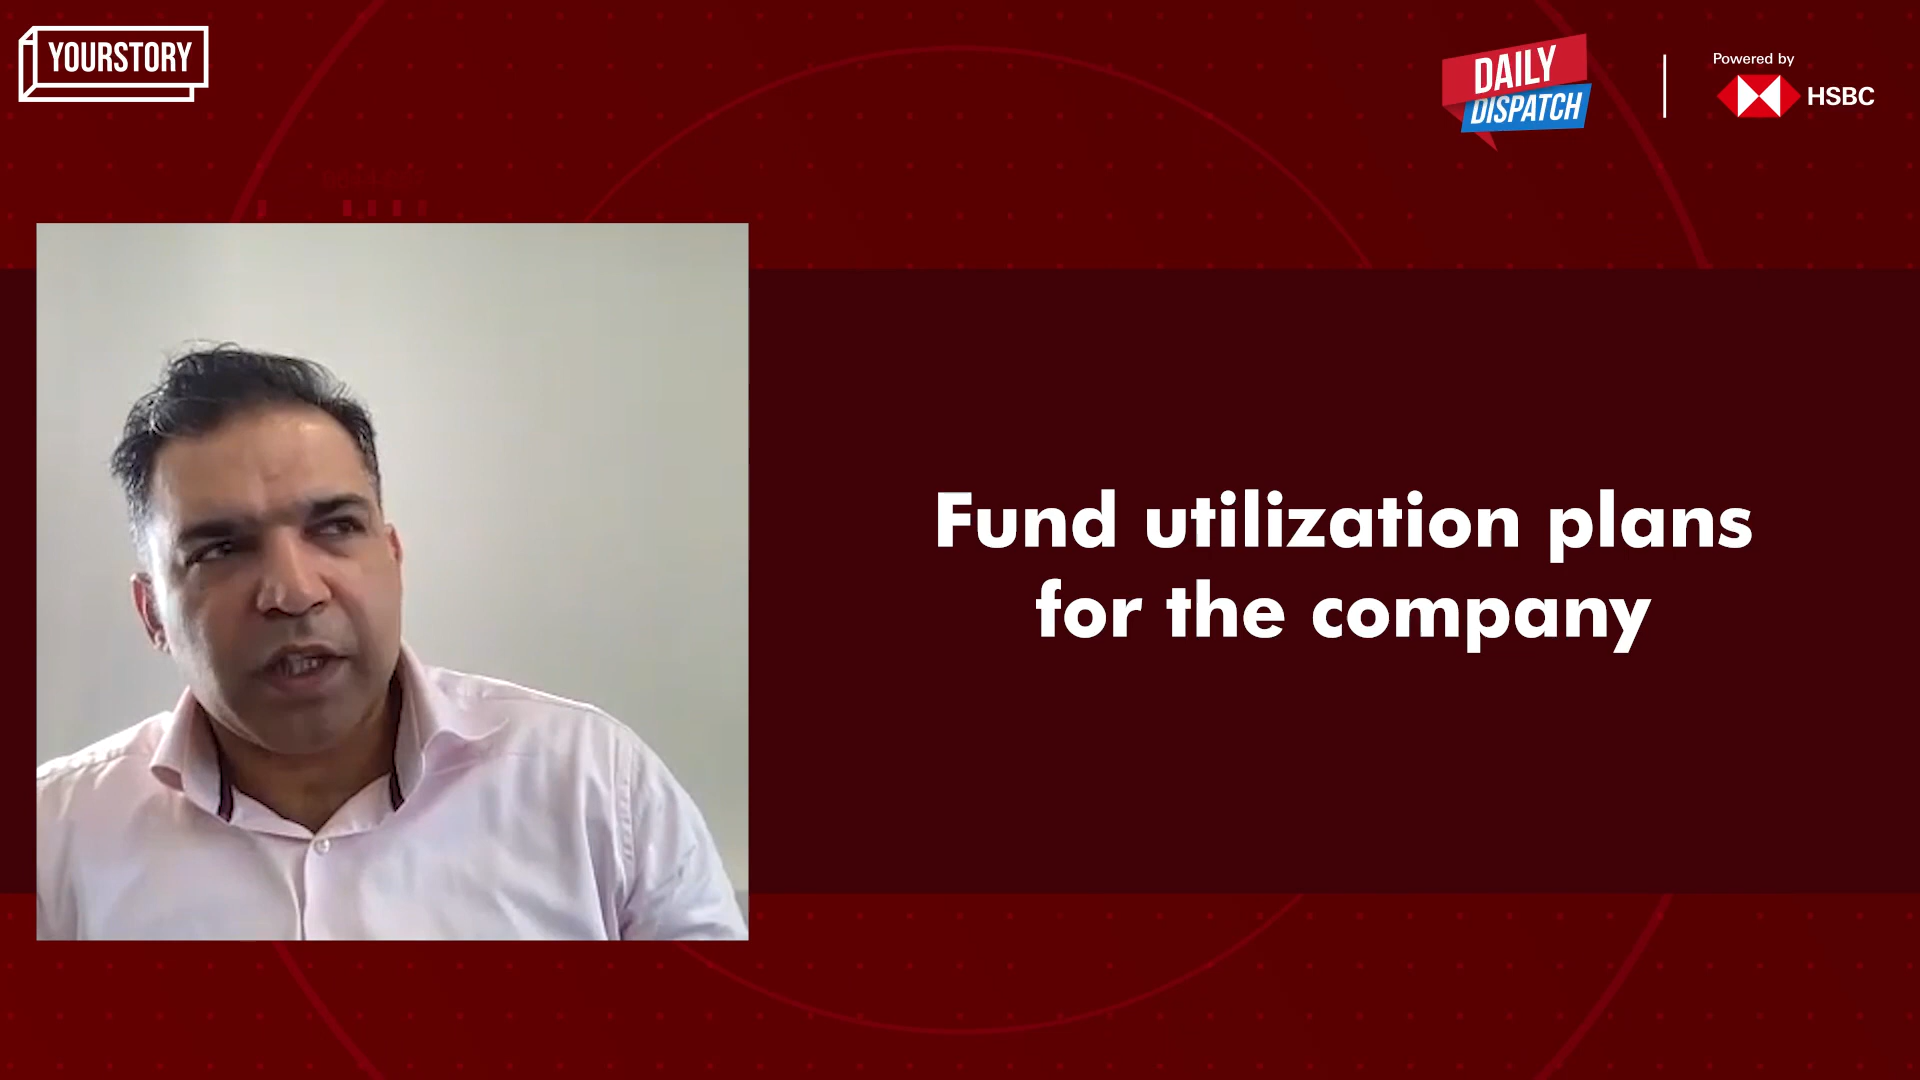 YOURSTORY
DAILY
DISPATCH
Powered by
HSBC
Fund utilization plans
for the company